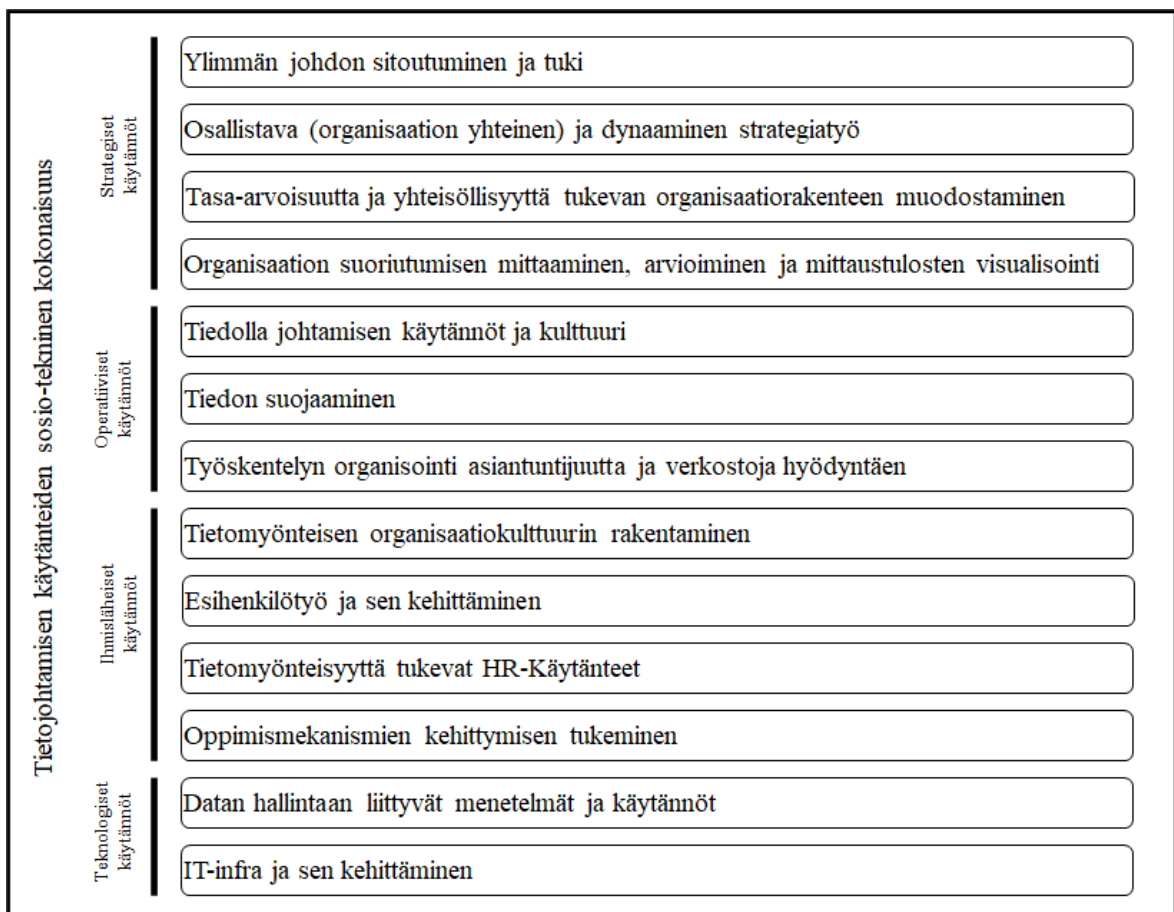 Tietojohtamisen käytänteiden sosio-tekninen kokonaisuus
Strategiset
käytännöt
Ylimmän johdon sitoutuminen ja tuki
Osallistava (organisaation yhteinen) ja dynaaminen strategiatyö
Tasa-arvoisuutta ja yhteisöllisyyttä tukevan organisaatiorakenteen muodostaminen
Organisaation suoriutumisen mittaaminen, arvioiminen ja mittaustulosten visualisointi
Operatiiviset
käytännöt
Tiedolla johtamisen käytännöt ja kulttuuri
Tiedon suojaaminen
Työskentelyn organisointi asiantuntijuutta ja verkostoja hyödyntäen
Ihmisläheiset
käytännöt
Tietomyönteisen organisaatiokulttuurin rakentaminen
Esihenkilötyö ja sen kehittäminen
Tietomyönteisyyttä tukevat HR-Käytänteet
Oppimismekanismien kehittymisen tukeminen
Teknologiset
käytännöt
Datan hallintaan liittyvät menetelmät ja käytännöt
IT-infra ja sen kehittäminen